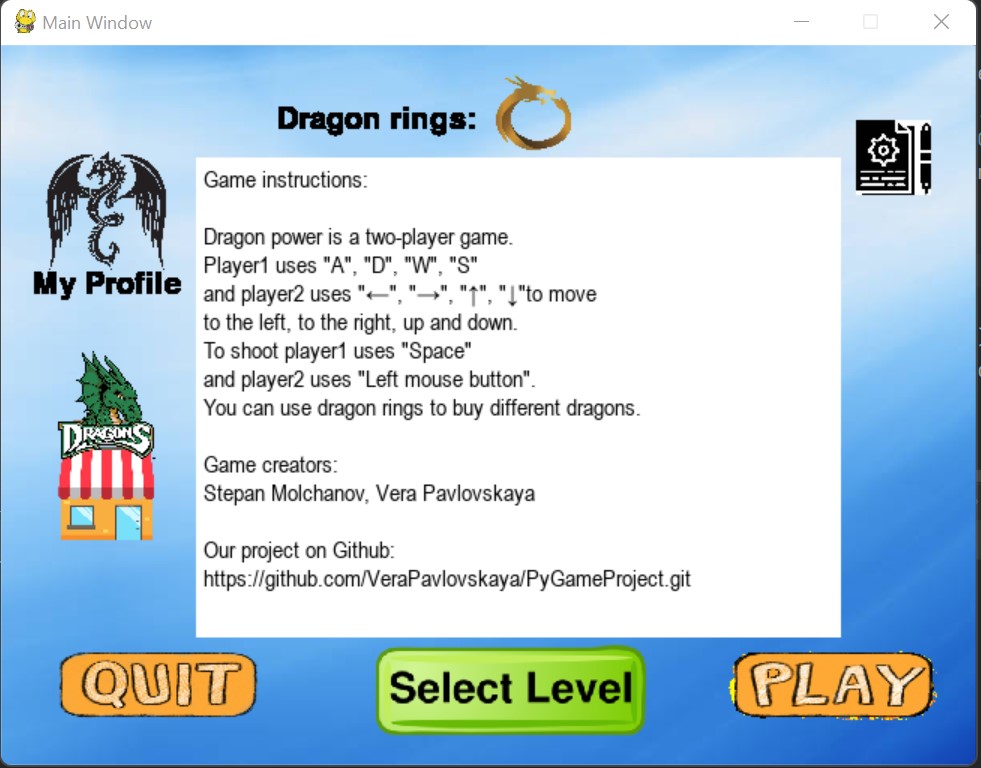 Main Window
Dragon rings:
My Profile
DRAGONS
Game instructions:
Dragon power is a two-player game.
Player1 uses "A", "D", "W", "S"
and player2 uses "←", "→", "↑", "↓"to move
to the left, to the right, up and down.
To shoot player1 uses "Space"
and player2 uses "Left mouse button".
You can use dragon rings to buy different dragons.
Game creators:
Stepan Molchanov, Vera Pavlovskaya
Our project on Github:
https://github.com/VeraPavlovskaya/PyGameProject.git
QUIT
Select Level
PLAY